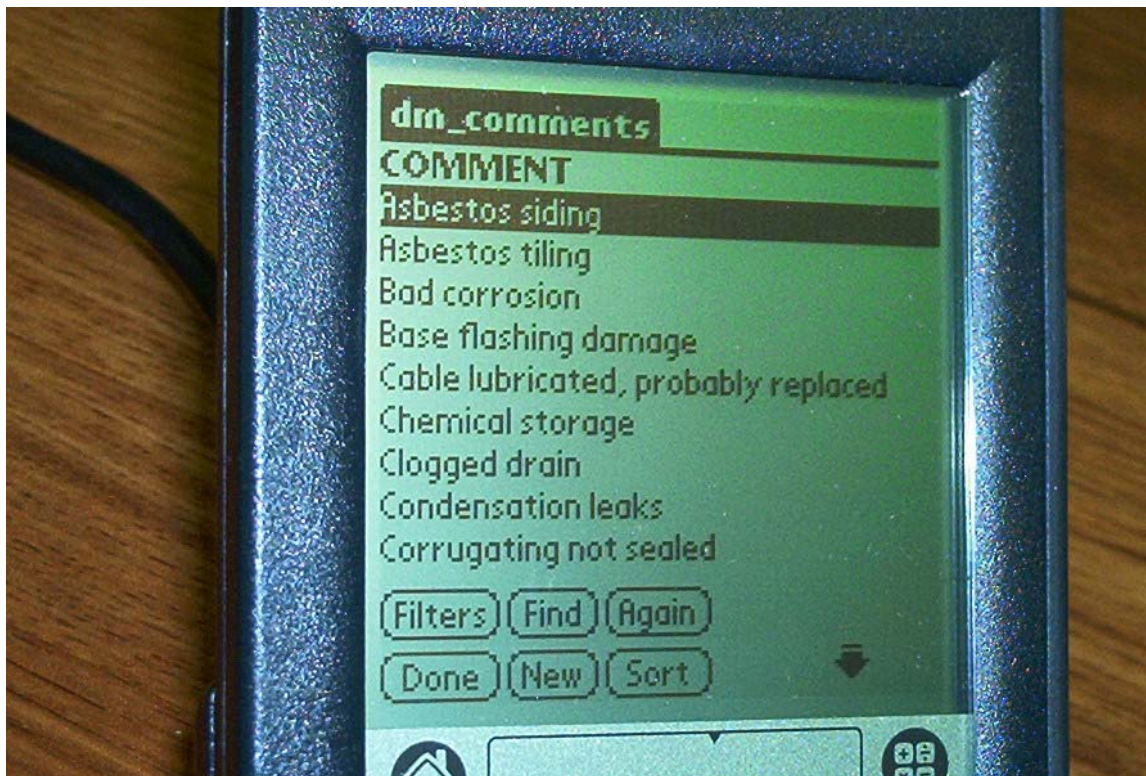 dm_comments
COMMENT
Asbestos siding
Asbestos tiling
Bad corrosion
Base flashing damage
Cable lubricated, probably replaced
Chemical storage
Clogged drain
Condensation leaks
Corrugating not sealed
Filters Find Again
Done New Sort